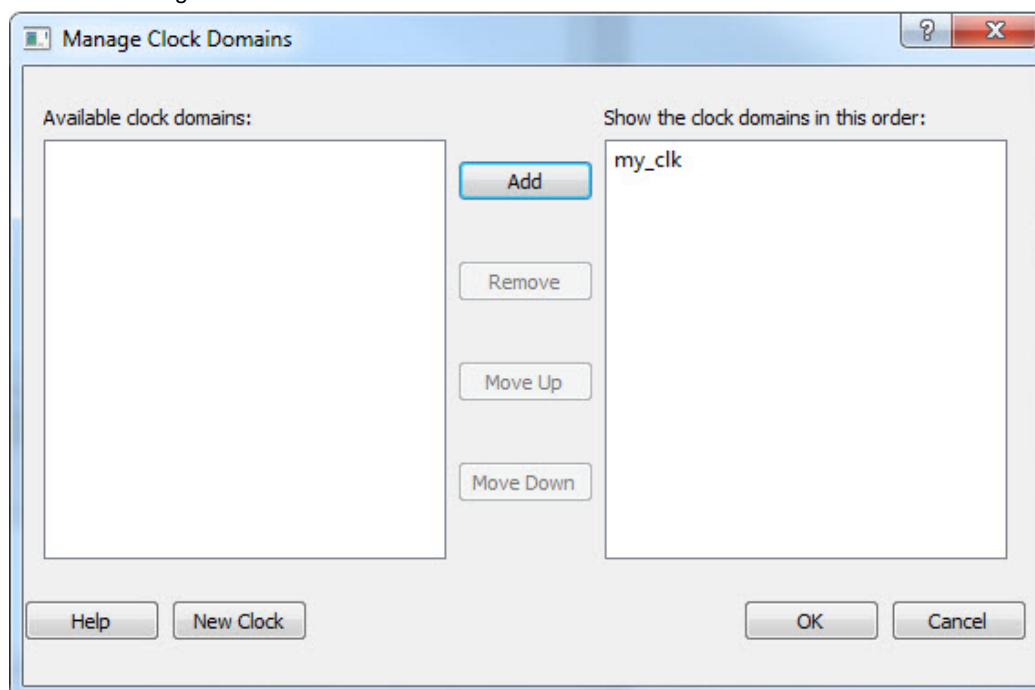 Manage Clock Domains
Available clock domains:
Show the clock domains in this order:
my_clk
Add
Remove
Move Up
Move Down
Help
New Clock
OK
Cancel